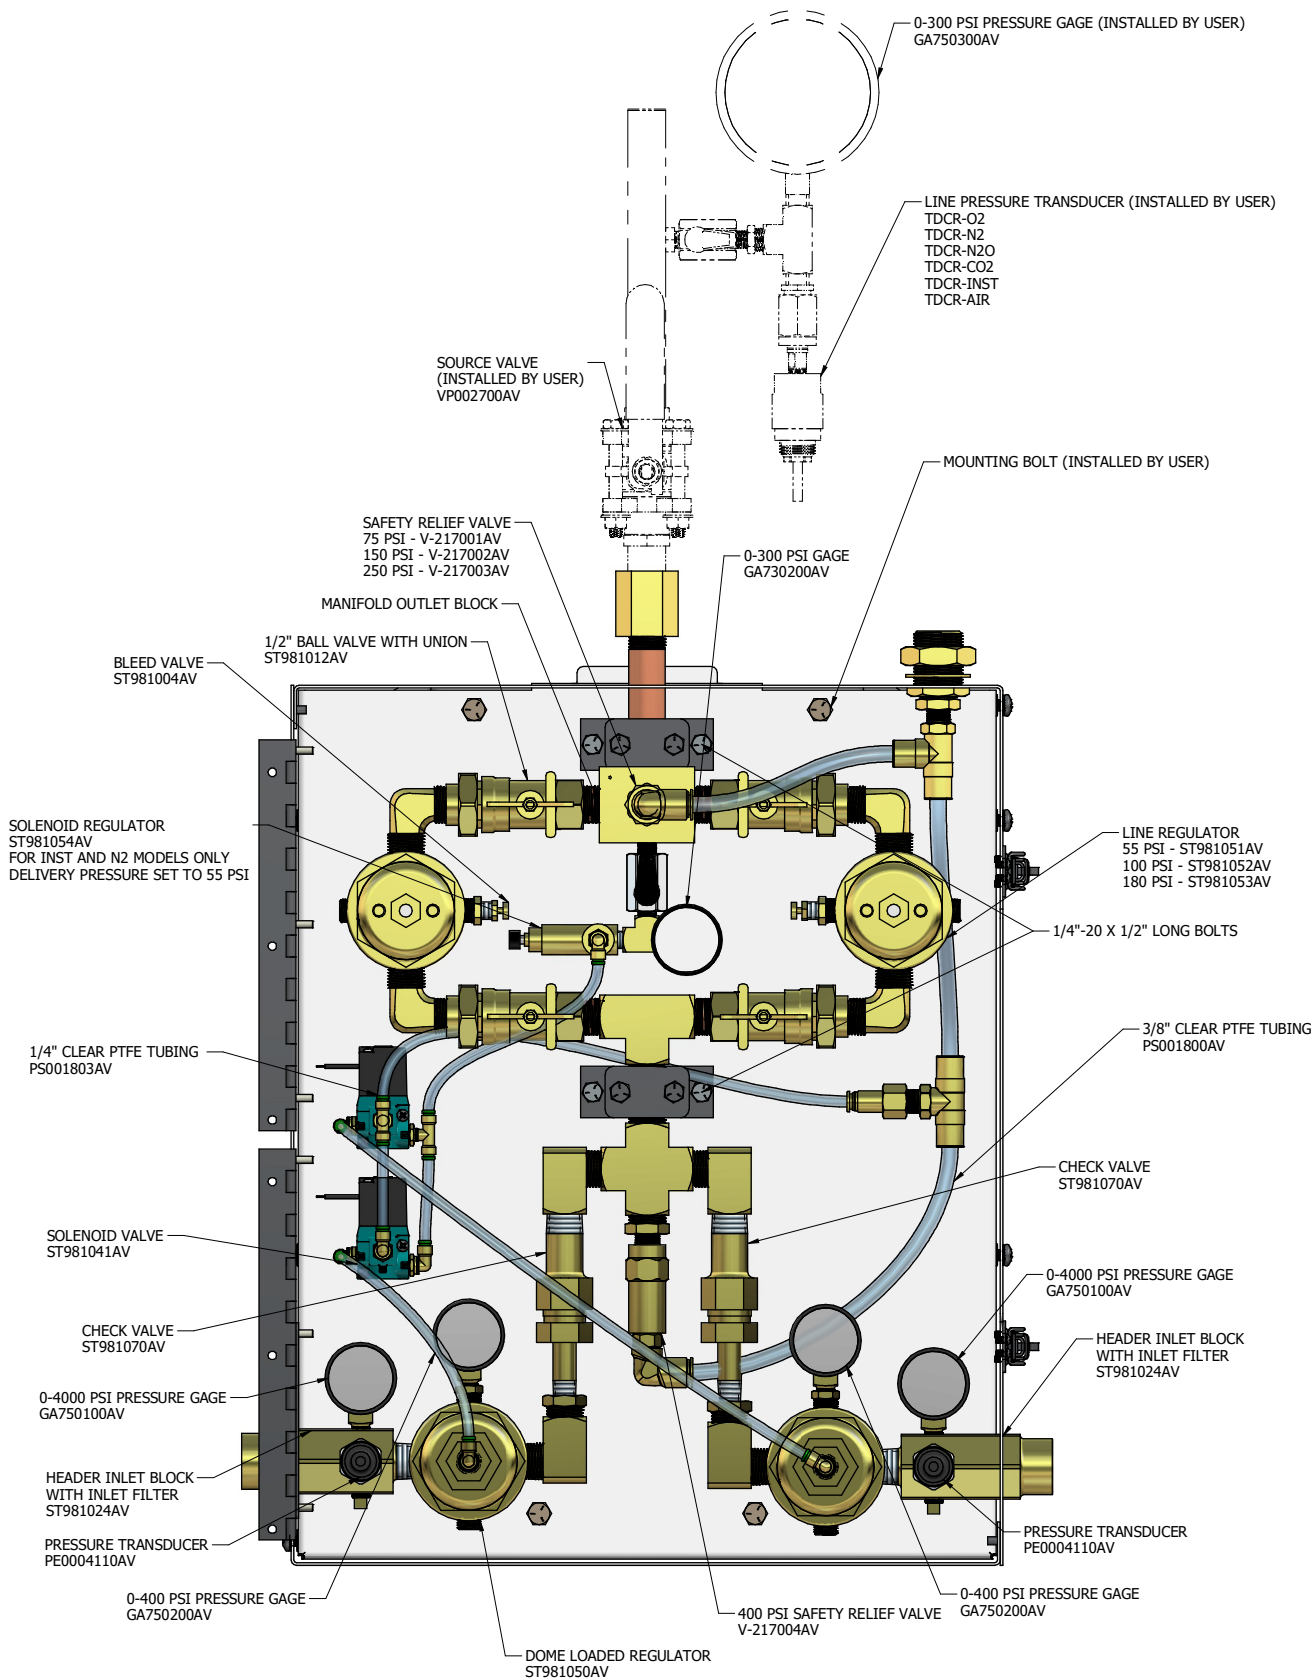 0-300 PSI PRESSURE GAGE (INSTALLED BY USER)
GA750300AV
LINE PRESSURE TRANSDUCER (INSTALLED BY USER)
TDCR-O2
TDCR-N2
TDCR-N2O
TDCR-CO2
TDCR-INST
TDCR-AIR
SOURCE VALVE
(INSTALLED BY USER)
VP002700AV
MOUNTING BOLT (INSTALLED BY USER)
SAFETY RELIEF VALVE
75 PSI - V-217001AV
150 PSI - V-217002AV
250 PSI - V-217003AV
0-300 PSI GAGE
GA730200AV
MANIFOLD OUTLET BLOCK
1/2" BALL VALVE WITH UNION
ST981012AV
BLEED VALVE
ST981004AV
SOLENOID REGULATOR
ST981054AV
FOR INST AND N2 MODELS ONLY
DELIVERY PRESSURE SET TO 55 PSI
LINE REGULATOR
55 PSI - ST981051AV
100 PSI - ST981052AV
180 PSI - ST981053AV
1/4"-20 X 1/2" LONG BOLTS
1/4" CLEAR PTFE TUBING
PS001803AV
3/8" CLEAR PTFE TUBING
PS001800AV
CHECK VALVE
ST981070AV
SOLENOID VALVE
ST981041AV
0-4000 PSI PRESSURE GAGE
GA750100AV
CHECK VALVE
ST981070AV
HEADER INLET BLOCK
WITH INLET FILTER
ST981024AV
0-4000 PSI PRESSURE GAGE
GA750100AV
HEADER INLET BLOCK
WITH INLET FILTER
ST981024AV
PRESSURE TRANSDUCER
PE0004110AV
PRESSURE TRANSDUCER
PE0004110AV
0-400 PSI PRESSURE GAGE
GA750200AV
0-400 PSI PRESSURE GAGE
GA750200AV
400 PSI SAFETY RELIEF VALVE
V-217004AV
DOME LOADED REGULATOR
ST981050AV